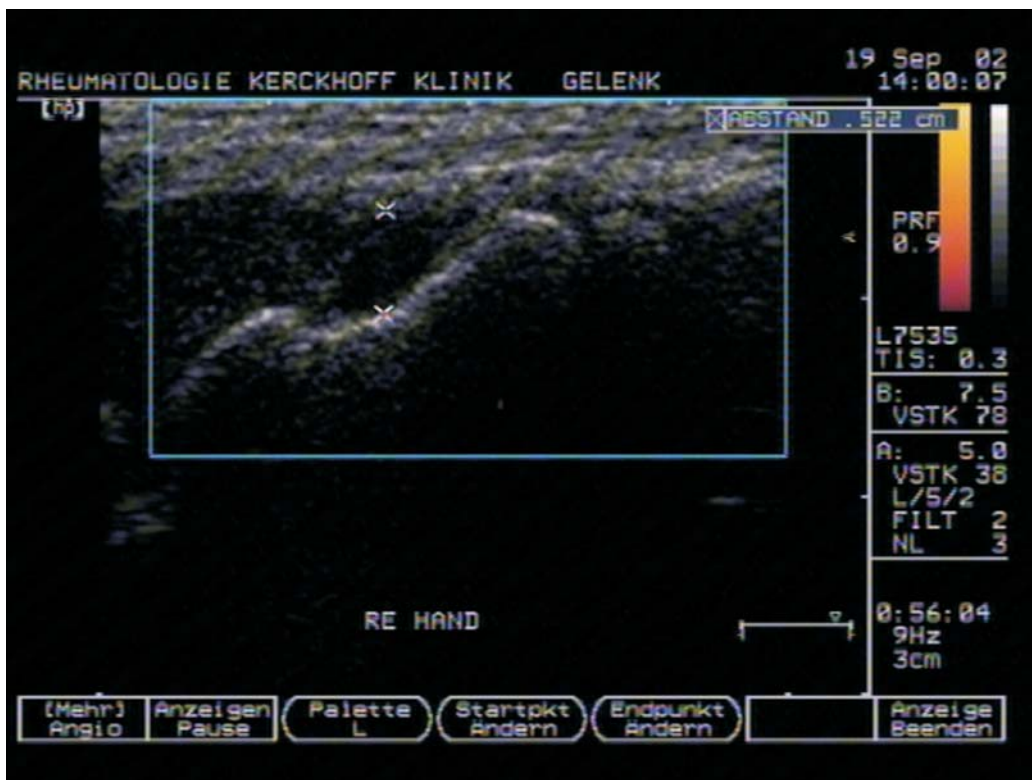 19 Sep 02
RHEUMATOLOGIE KERCKHOFF KLINIK GELENK 14:00:07
ABSTAND .522 cm
PRF
0.9
L7535
TIS: 0.3
B: 7.5
VSTK 78
A: 5.0
VSTK 38
L/5/2
FILT 2
NL 3
RE HAND
0:56:04
9Hz
3cm
(Mehr) Angio
Anzeigen Pause
Palette L
Startpkt Ändern
Endpunkt Ändern
Anzeige Beenden